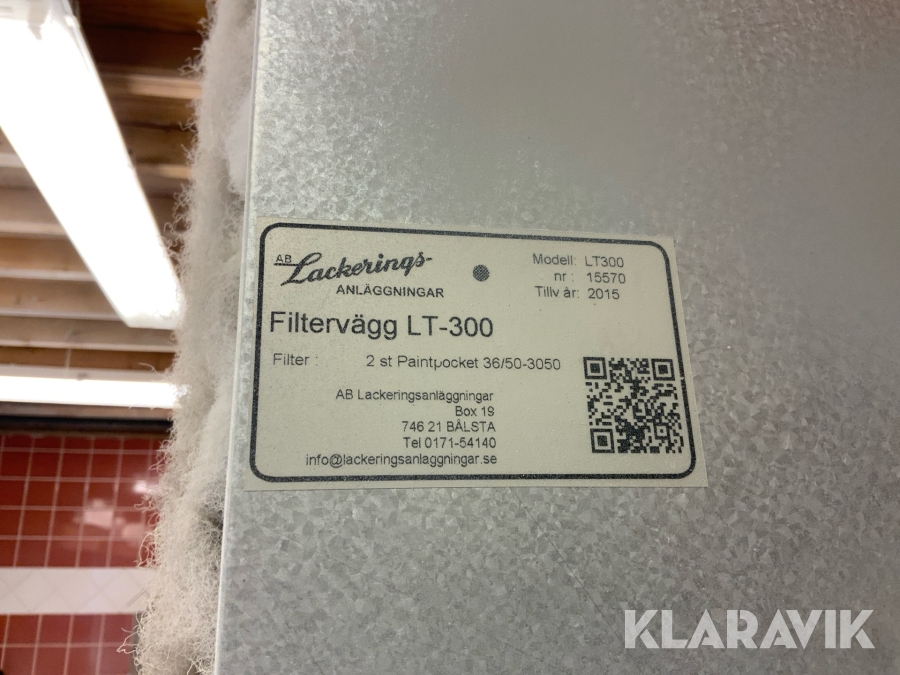 AB Lackerings-
ANLÄGGNINGAR
Modell: LT300
nr : 15570
Tillv år: 2015
Filtervägg LT-300
Filter : 2 st Paintpocket 36/50-3050
AB Lackeringsanläggningar
Box 19
746 21 BÅLSTA
Tel 0171-54140
info@lackeringsanlaggningar.se
KLARAVIK